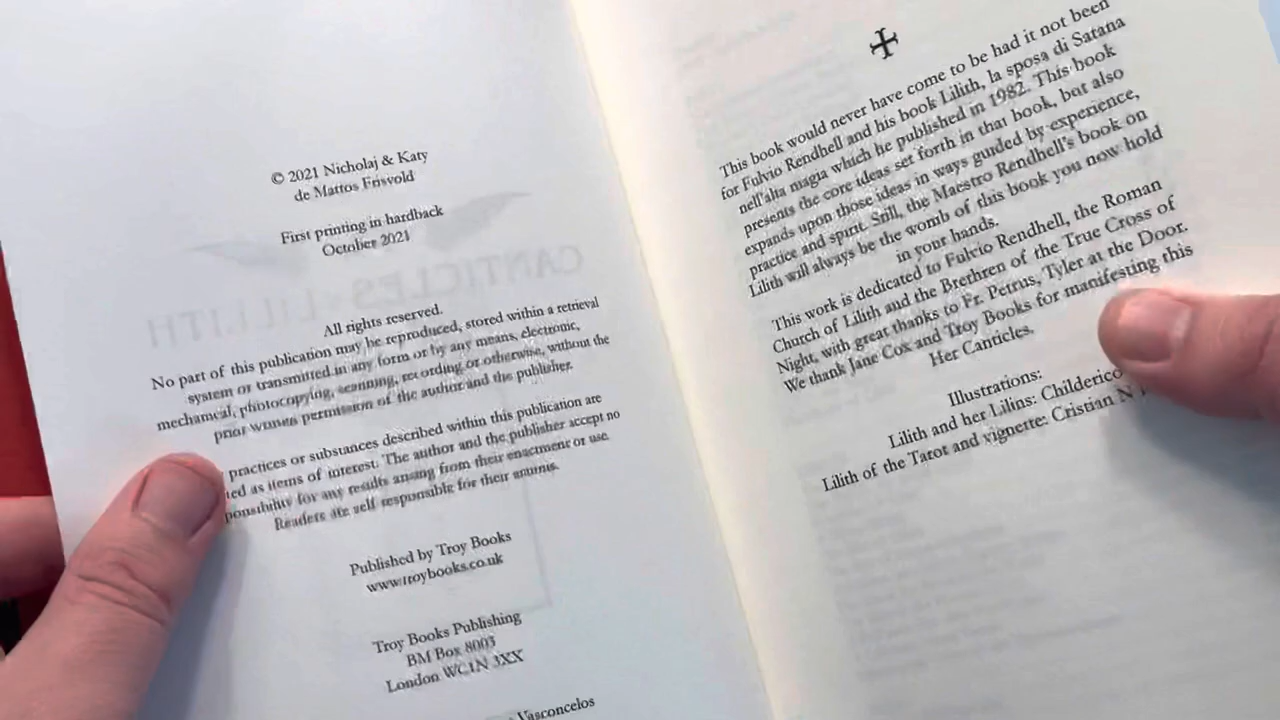 © 2021 Nicholaj & Katy
de Mattos Frisvold
First printing in hardback
October 2021
All rights reserved.
No part of this publication may be reproduced, stored within a retrieval
system or transmitted in any form or by any means, electronic,
mechanical, photocopying, scanning, recording or otherwise, without the
prior written permission of the author and the publisher.
practices or substances described within this publication are
ted as items of interest. The author and the publisher accept no
ponsibility for any results arising from their enactment or use.
Readers are self responsible for their
Published by Troy Books
www.troybooks.co.uk
Troy Books Publishing
BM Box 8003
London WC1N 3XX
Vasconcelos
This book would never have come to be had it not been
for Fulvio Rendhell and his book Lilith, la sposa di Satana
nell'alta magia which he published in 1982. This book
presents the core ideas set forth in that book, but also
expands upon those ideas in ways guided by experience,
practice and spirit. Still, the Maestro Rendhell's book on
Lilith will always be the womb of this book you now hold
in your hands.
This work is dedicated to Fulvio Rendhell, the Roman
Church of Lilith and the Brethren of the True Cross of
Night, with great thanks to Fr. Petrus, Tyler at the Door.
We thank Jane Cox and Troy Books for manifesting this
Her Canticles.
Illustrations:
Lilith and her Lilins: Childerico
Lilith of the Tarot and vignette: Cristian